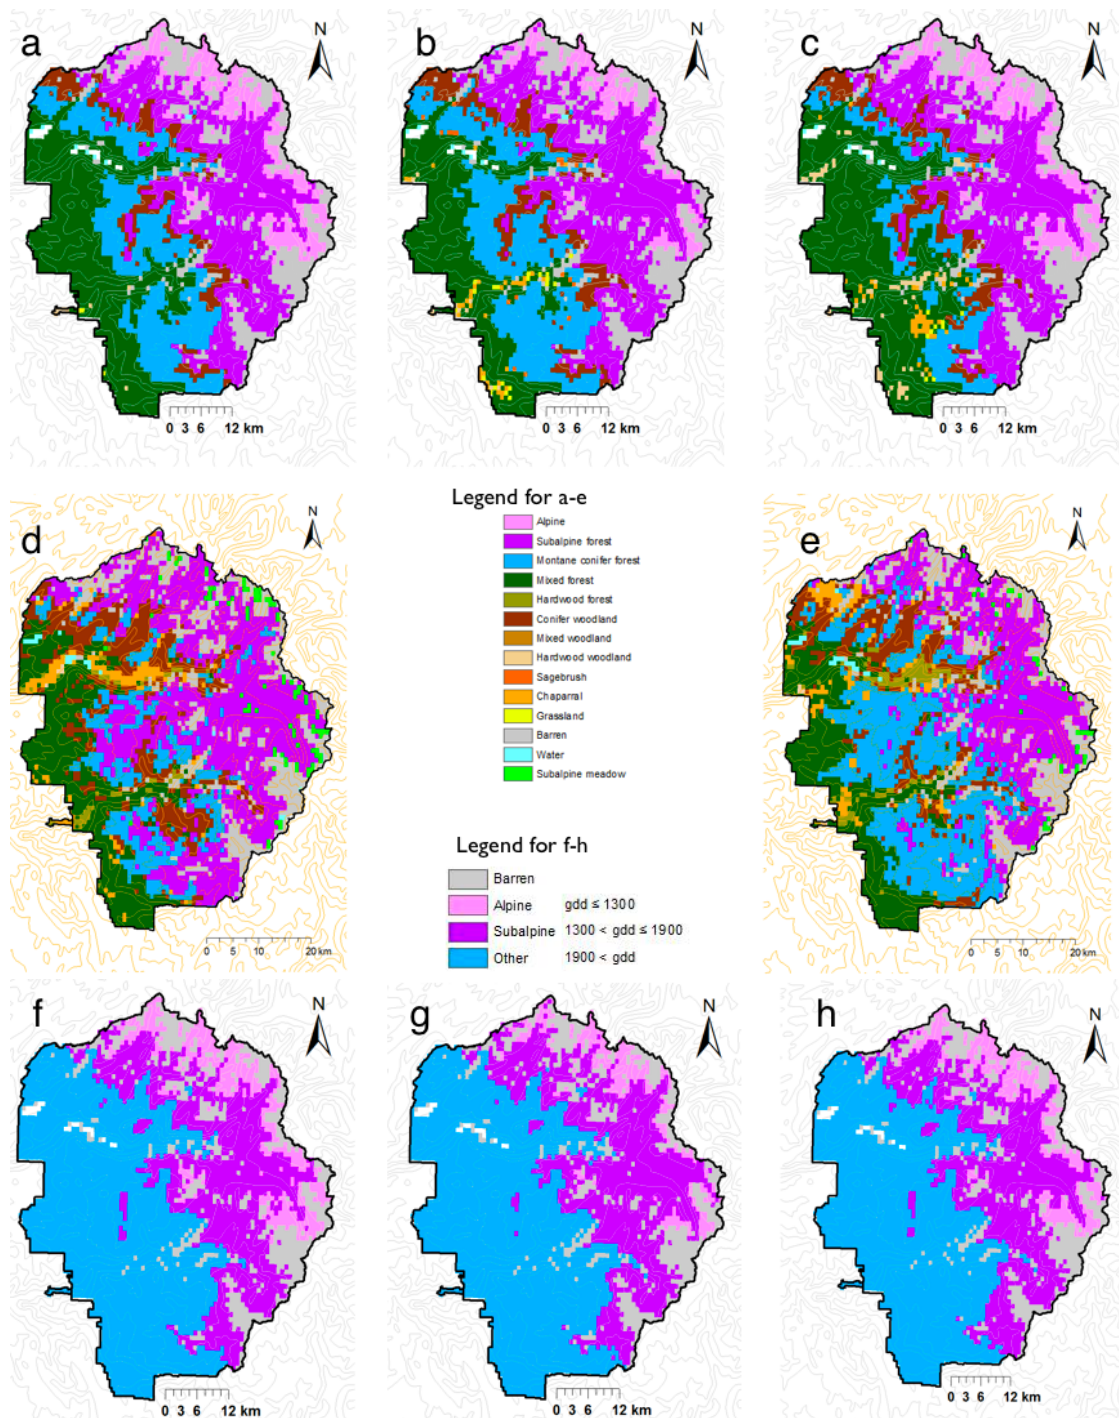 a
N
0 3 6 12 km
b
N
0 3 6 12 km
c
N
0 3 6 12 km
d
N
0 5 10 20 km
Legend for a-e
Alpine
Subalpine forest
Montane conifer forest
Mixed forest
Hardwood forest
Conifer woodland
Mixed woodland
Hardwood woodland
Sagebrush
Chaparral
Grassland
Barren
Water
Subalpine meadow
e
N
0 5 10 20 km
Legend for f-h
Barren
Alpine gdd ≤ 1300
Subalpine 1300 < gdd ≤ 1900
Other 1900 < gdd
f
N
0 3 6 12 km
g
N
0 3 6 12 km
h
N
0 3 6 12 km